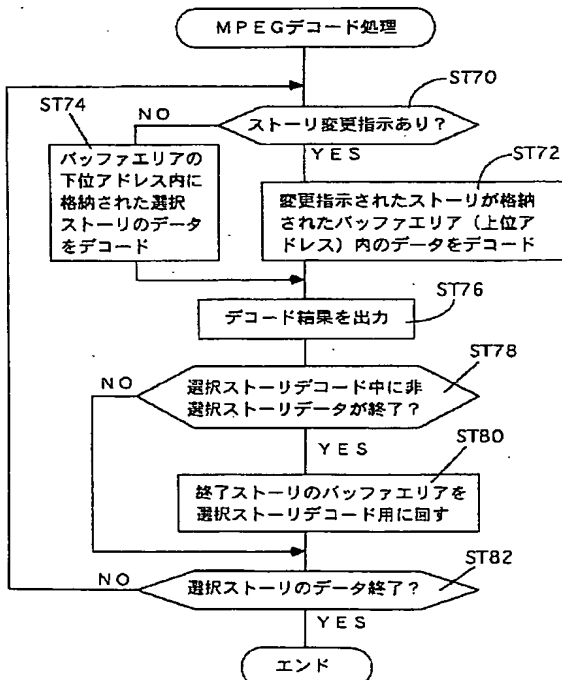 MPEGデコード処理
ST70
ストーリ変更指示あり?
NO
YES
ST74
バッファエリアの
下位アドレス内に
格納された選択
ストーリのデータ
をデコード
ST72
変更指示されたストーリが格納
されたバッファエリア(上位ア
ドレス)内のデータをデコード
ST76
デコード結果を出力
ST78
NO
選択ストーリデコード中に非
選択ストーリデータが終了?
YES
ST80
終了ストーリのバッファエリアを
選択ストーリデコード用に回す
ST82
NO
選択ストーリのデータ終了?
YES
エンド